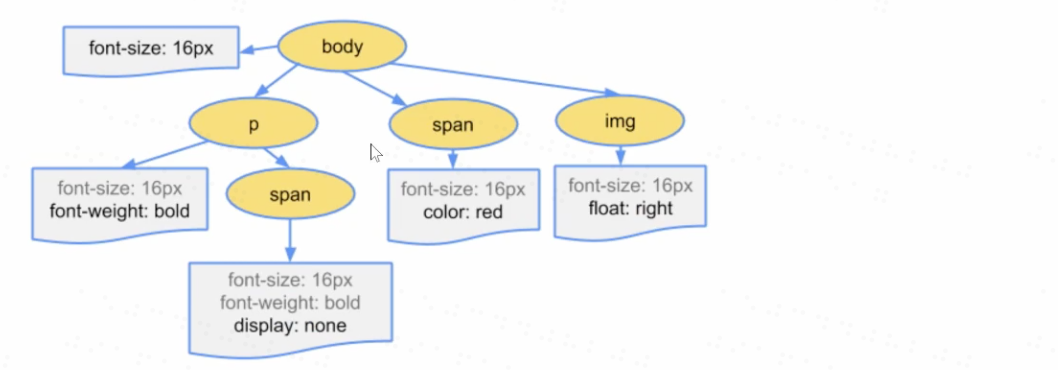 font-size: 16px
body
p
span
img
font-size: 16px
font-weight: bold
span
font-size: 16px
color: red
font-size: 16px
float: right
font-size: 16px
font-weight: bold
display: none